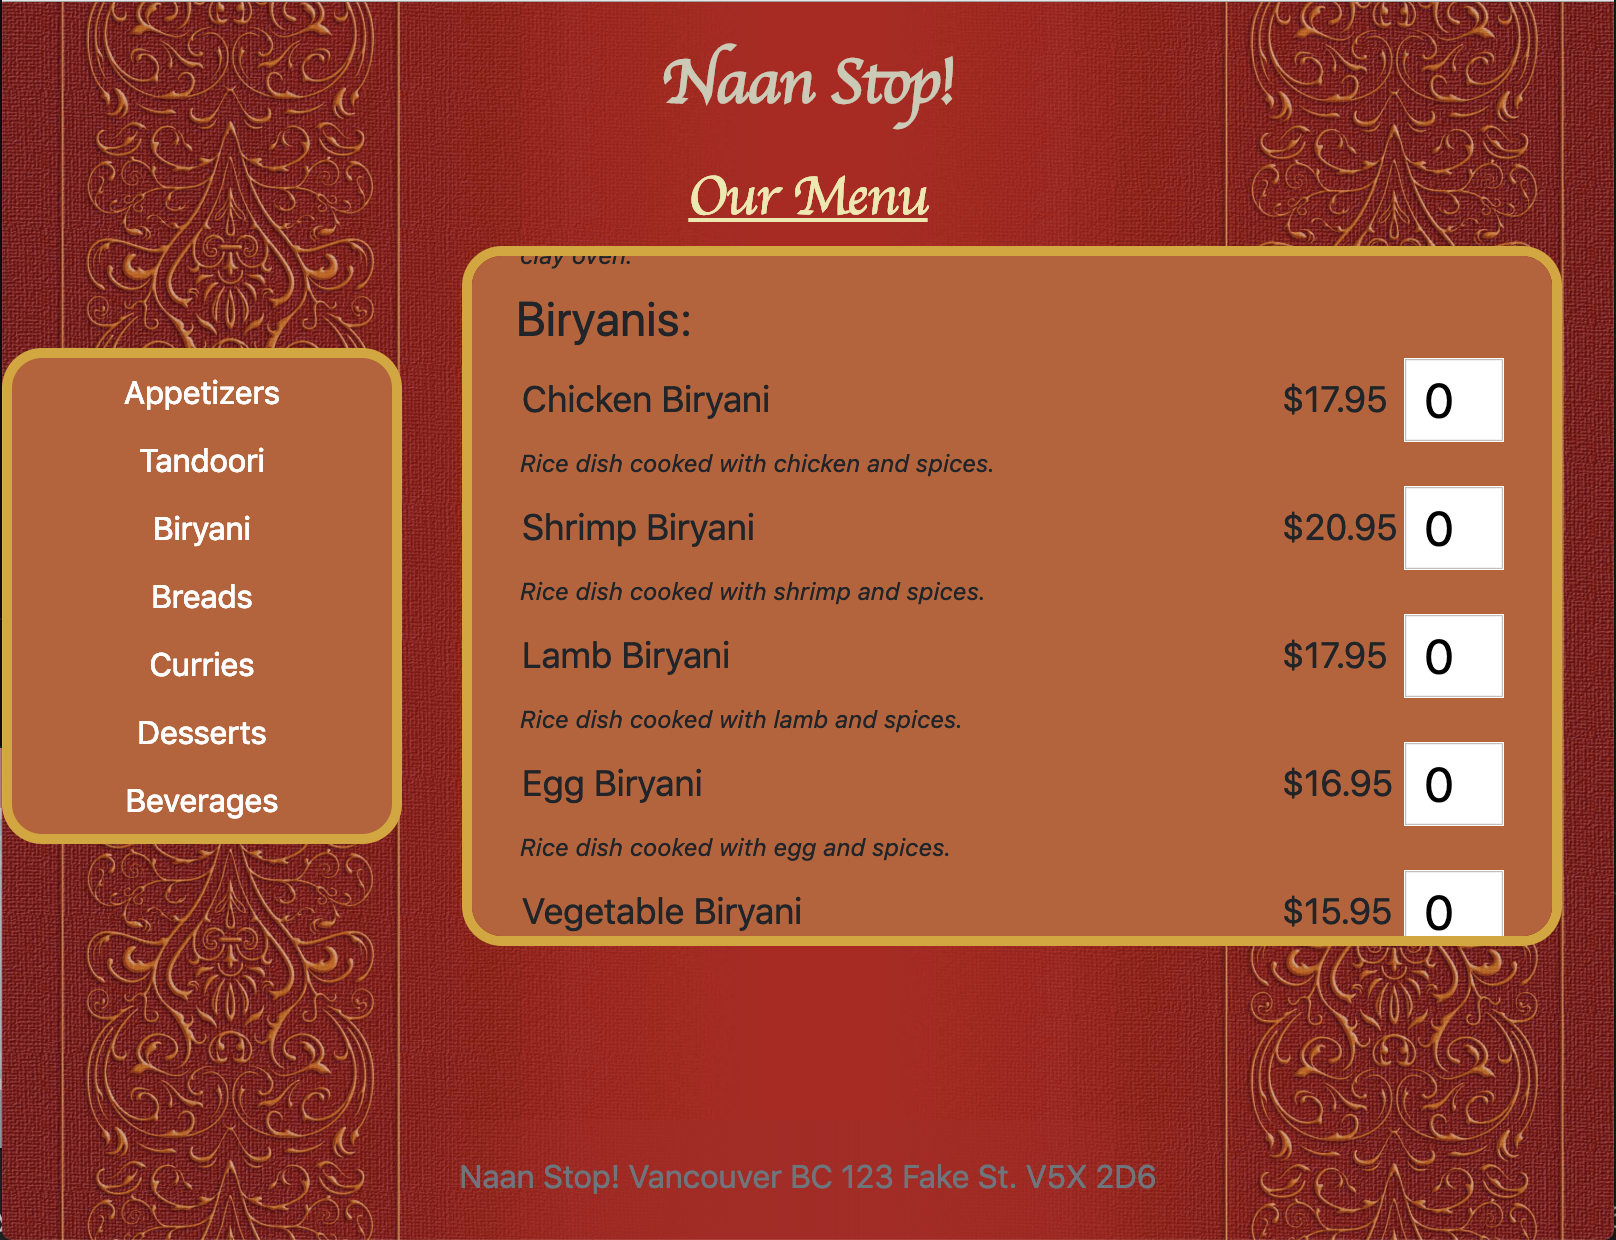 Naan Stop!
Our Menu
Appetizers
Tandoori
Biryani
Breads
Curries
Desserts
Beverages
clay oven.
Biryanis:
Chicken Biryani $17.95 0
Rice dish cooked with chicken and spices.
Shrimp Biryani $20.95 0
Rice dish cooked with shrimp and spices.
Lamb Biryani $17.95 0
Rice dish cooked with lamb and spices.
Egg Biryani $16.95 0
Rice dish cooked with egg and spices.
Vegetable Biryani $15.95 0
Naan Stop! Vancouver BC 123 Fake St. V5X 2D6